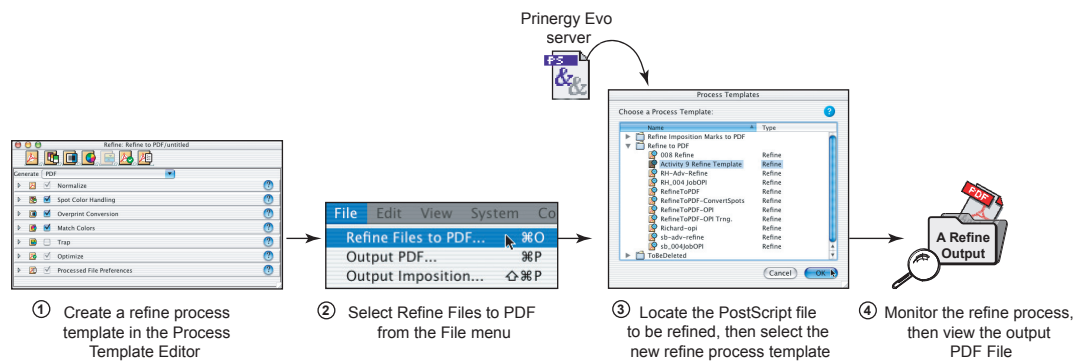 Prinergy Evo
server
PS
&&
Process Templates
Choose a Process Template:
?
Name Type
Refine Imposition Marks to PDF
Refine to PDF
008 Refine Refine
Activity 9 Refine Template Refine
RH-Adv-Refine Refine
RH_004 JobOPI Refine
RefineToPDF Refine
RefineToPDF-ConvertSpots Refine
RefineToPDF-OPI Refine
RefineToPDF-OPI Trng. Refine
Richard-opi Refine
sb-adv-refine Refine
sb_004JobOPI Refine
ToBeDeleted
Cancel OK
Refine: Refine to PDF/untitled
Generate PDF
Normalize
Spot Color Handling
Overprint Conversion
Match Colors
Trap
Optimize
Processed File Preferences
File Edit View System Co
Refine Files to PDF... ⌘O
Output PDF... ⌘P
Output Imposition... ⇧⌘P
PDF
A Refine
Output
1 Create a refine process
template in the Process
Template Editor
2 Select Refine Files to PDF
from the File menu
3 Locate the PostScript file
to be refined, then select the
new refine process template
4 Monitor the refine process,
then view the output
PDF File